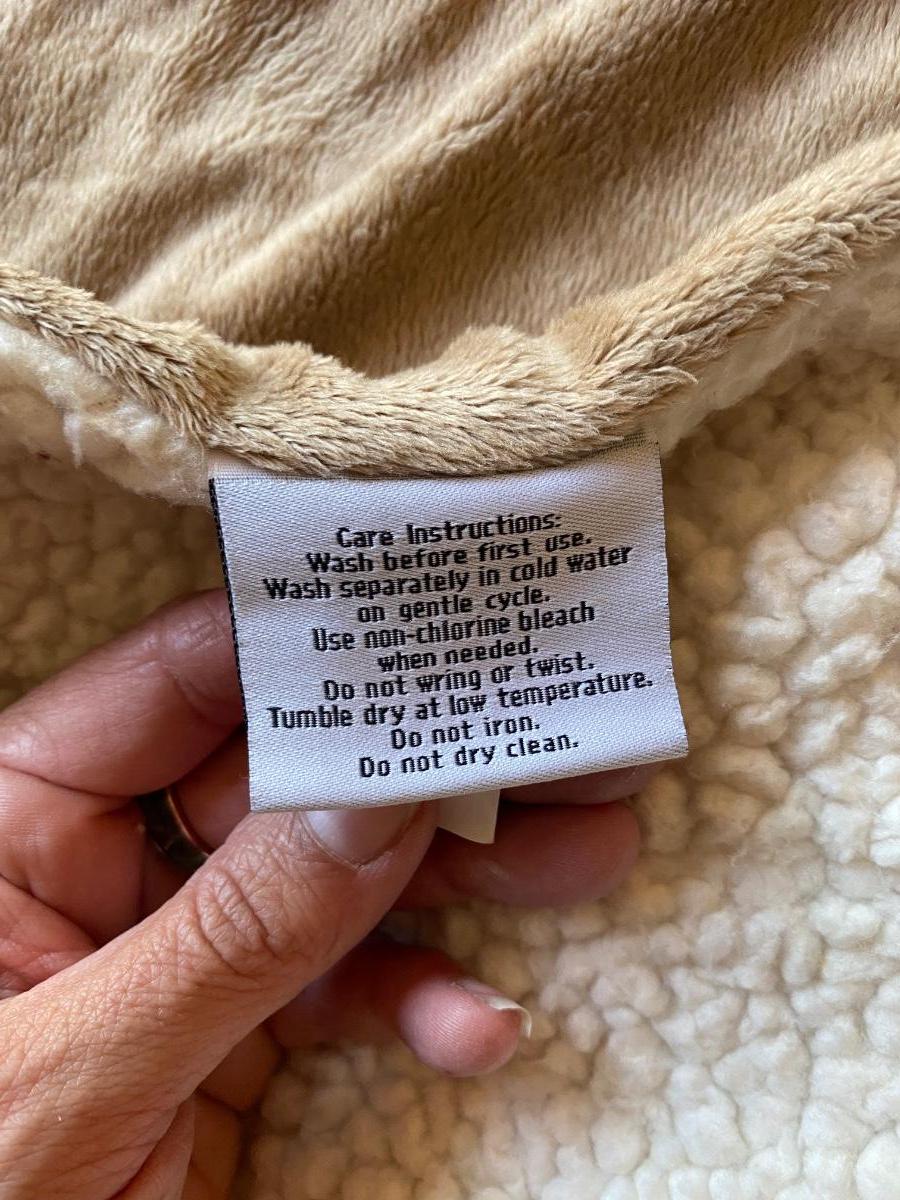 Care Instructions:
Wash before first use.
Wash separately in cold water
on gentle cycle.
Use non-chlorine bleach
when needed.
Do not wring or twist.
Tumble dry at low temperature.
Do not iron.
Do not dry clean.